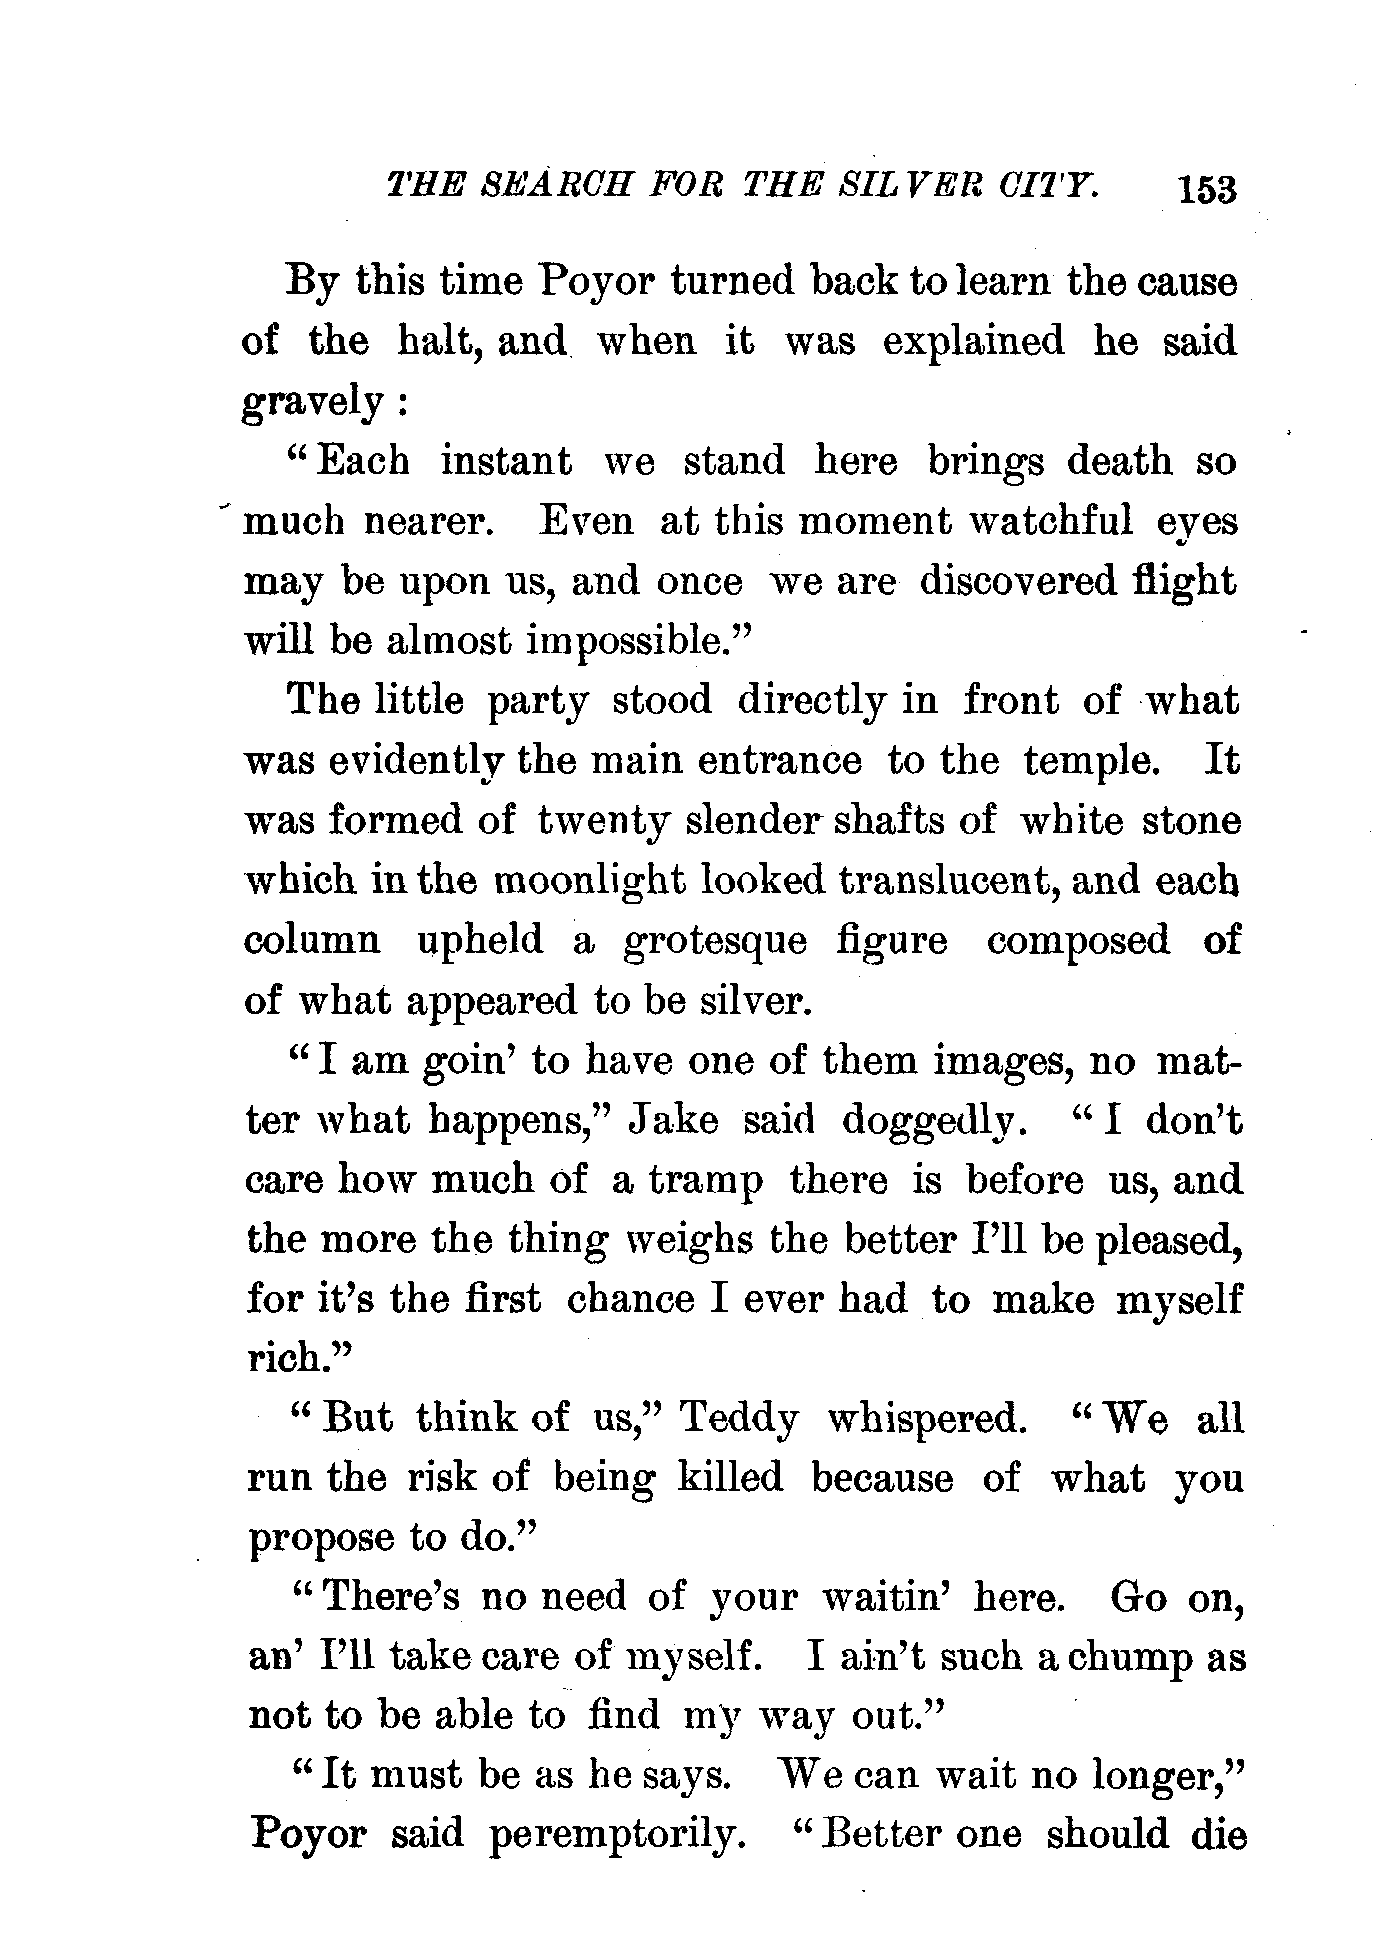 THE SEARCH FOR THE SILVER CITY. 153
By this time Poyor turned back to learn the cause
of the halt, and when it was explained he said
gravely :
“ Each instant we stand here brings death so
much nearer. Even at this moment watchful eyes
may be upon us, and once we are discovered flight
will be almost impossible.”
The little party stood directly in front of what
was evidently the main entrance to the temple. It
was formed of twenty slender shafts of white stone
which in the moonlight looked translucent, and each
column upheld a grotesque figure composed of
of what appeared to be silver.
“ I am goin’ to have one of them images, no mat-
ter what happens,” Jake said doggedly. “ I don’t
care how much of a tramp there is before us, and
the more the thing weighs the better I’ll be pleased,
for it’s the first chance I ever had to make myself
rich.”
“ But think of us,” Teddy whispered. “ We all
run the risk of being killed because of what you
propose to do.”
“ There’s no need of your waitin’ here. Go on,
an’ I’ll take care of myself. I ain’t such a chump as
not to be able to find my way out.”
“ It must be as he says. We can wait no longer,”
Poyor said peremptorily. “ Better one should die